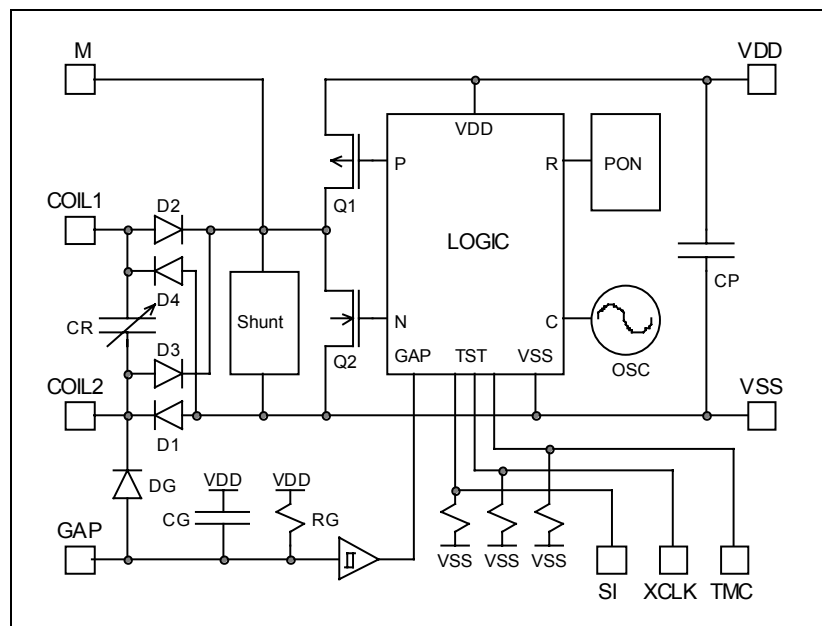 M
VDD
VDD
P
R
PON
Q1
COIL1
D2
LOGIC
D4
CR
Shunt
CP
N
C
D3
Q2
GAP
TST
VSS
OSC
COIL2
VSS
D1
DG
VDD
VDD
CG
RG
GAP
VSS
VSS
VSS
SI
XCLK
TMC